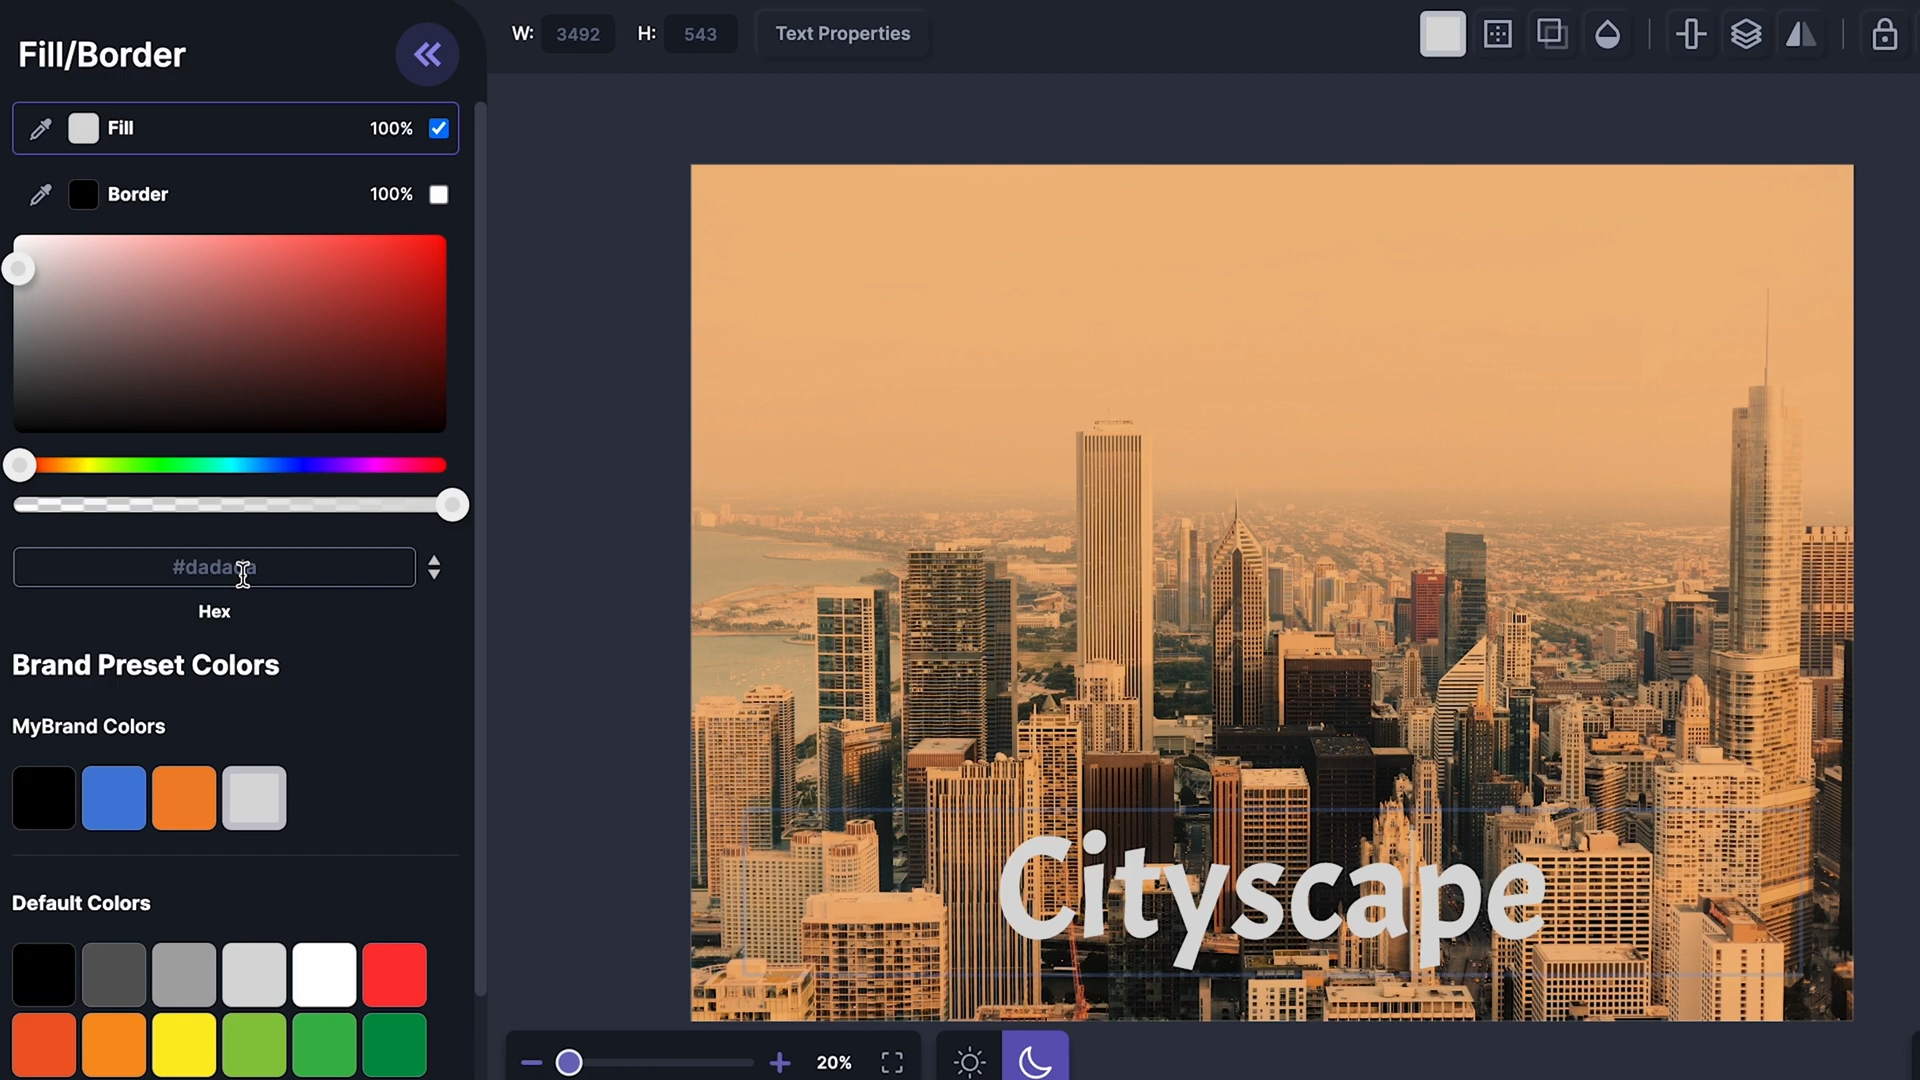 Fill/Border
W: 3492 H: 543 Text Properties
Fill 100%
Border 100%
#dadada
Hex
Brand Preset Colors
MyBrand Colors
Default Colors
Cityscape
20%